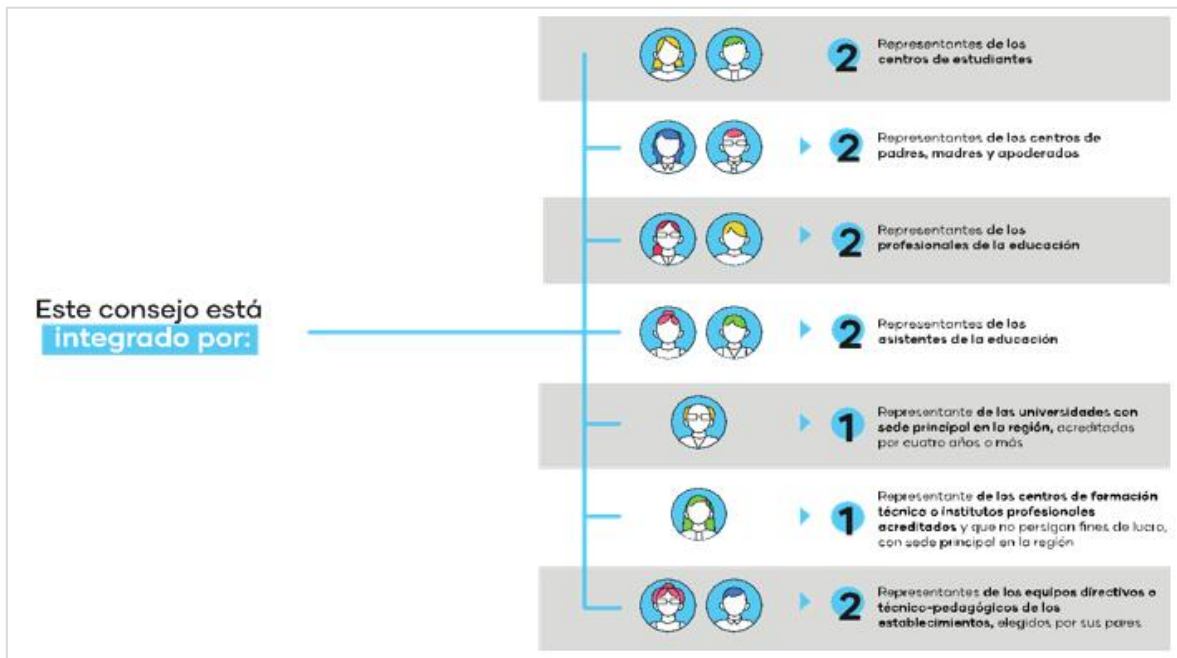 Este consejo está
integrado por:
2
Representantes de los
centros de estudiantes
2
Representantes de los centros de
padres, madres y apoderados
2
Representantes de los
profesionales de la educación
2
Representantes de los
asistentes de la educación
1
Representante de las universidades con
sede principal en la región, acreditadas
por cuatro años o más
1
Representante de los centros de formación
técnico o institutos profesionales
acreditados y que no persigan fines de lucro,
con sede principal en la región
2
Representantes de los equipos directivos o
técnico-pedagógicos de los
establecimientos, elegidos por sus pares